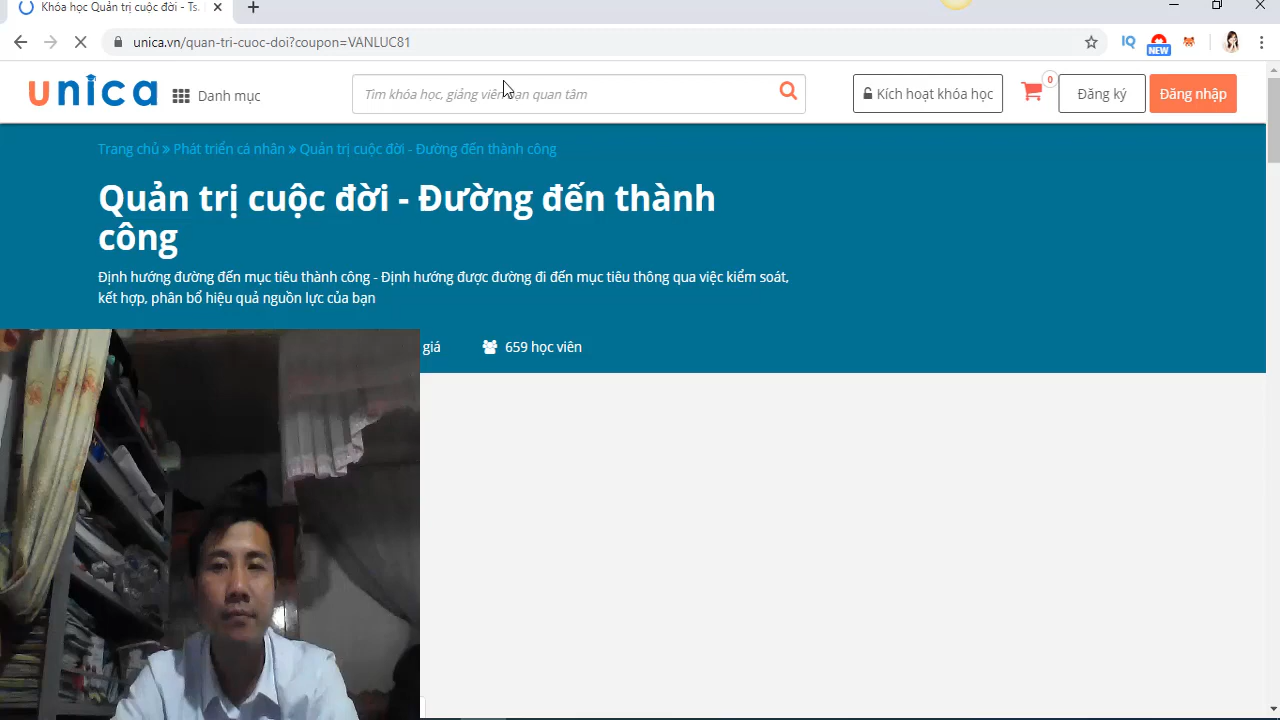 Khóa học Quản trị cuộc đời - Ts.
unica.vn/quan-tri-cuoc-doi?coupon=VANLUC81
IQ
NEW
unica
Danh mục
Tìm khóa học, giảng viên bạn quan tâm
Kích hoạt khóa học
0
Đăng ký
Đăng nhập
Trang chủ » Phát triển cá nhân » Quản trị cuộc đời - Đường đến thành công
Quản trị cuộc đời - Đường đến thành
công
Định hướng đường đến mục tiêu thành công - Định hướng được đường đi đến mục tiêu thông qua việc kiểm soát,
kết hợp, phân bổ hiệu quả nguồn lực của bạn
giá
659 học viên